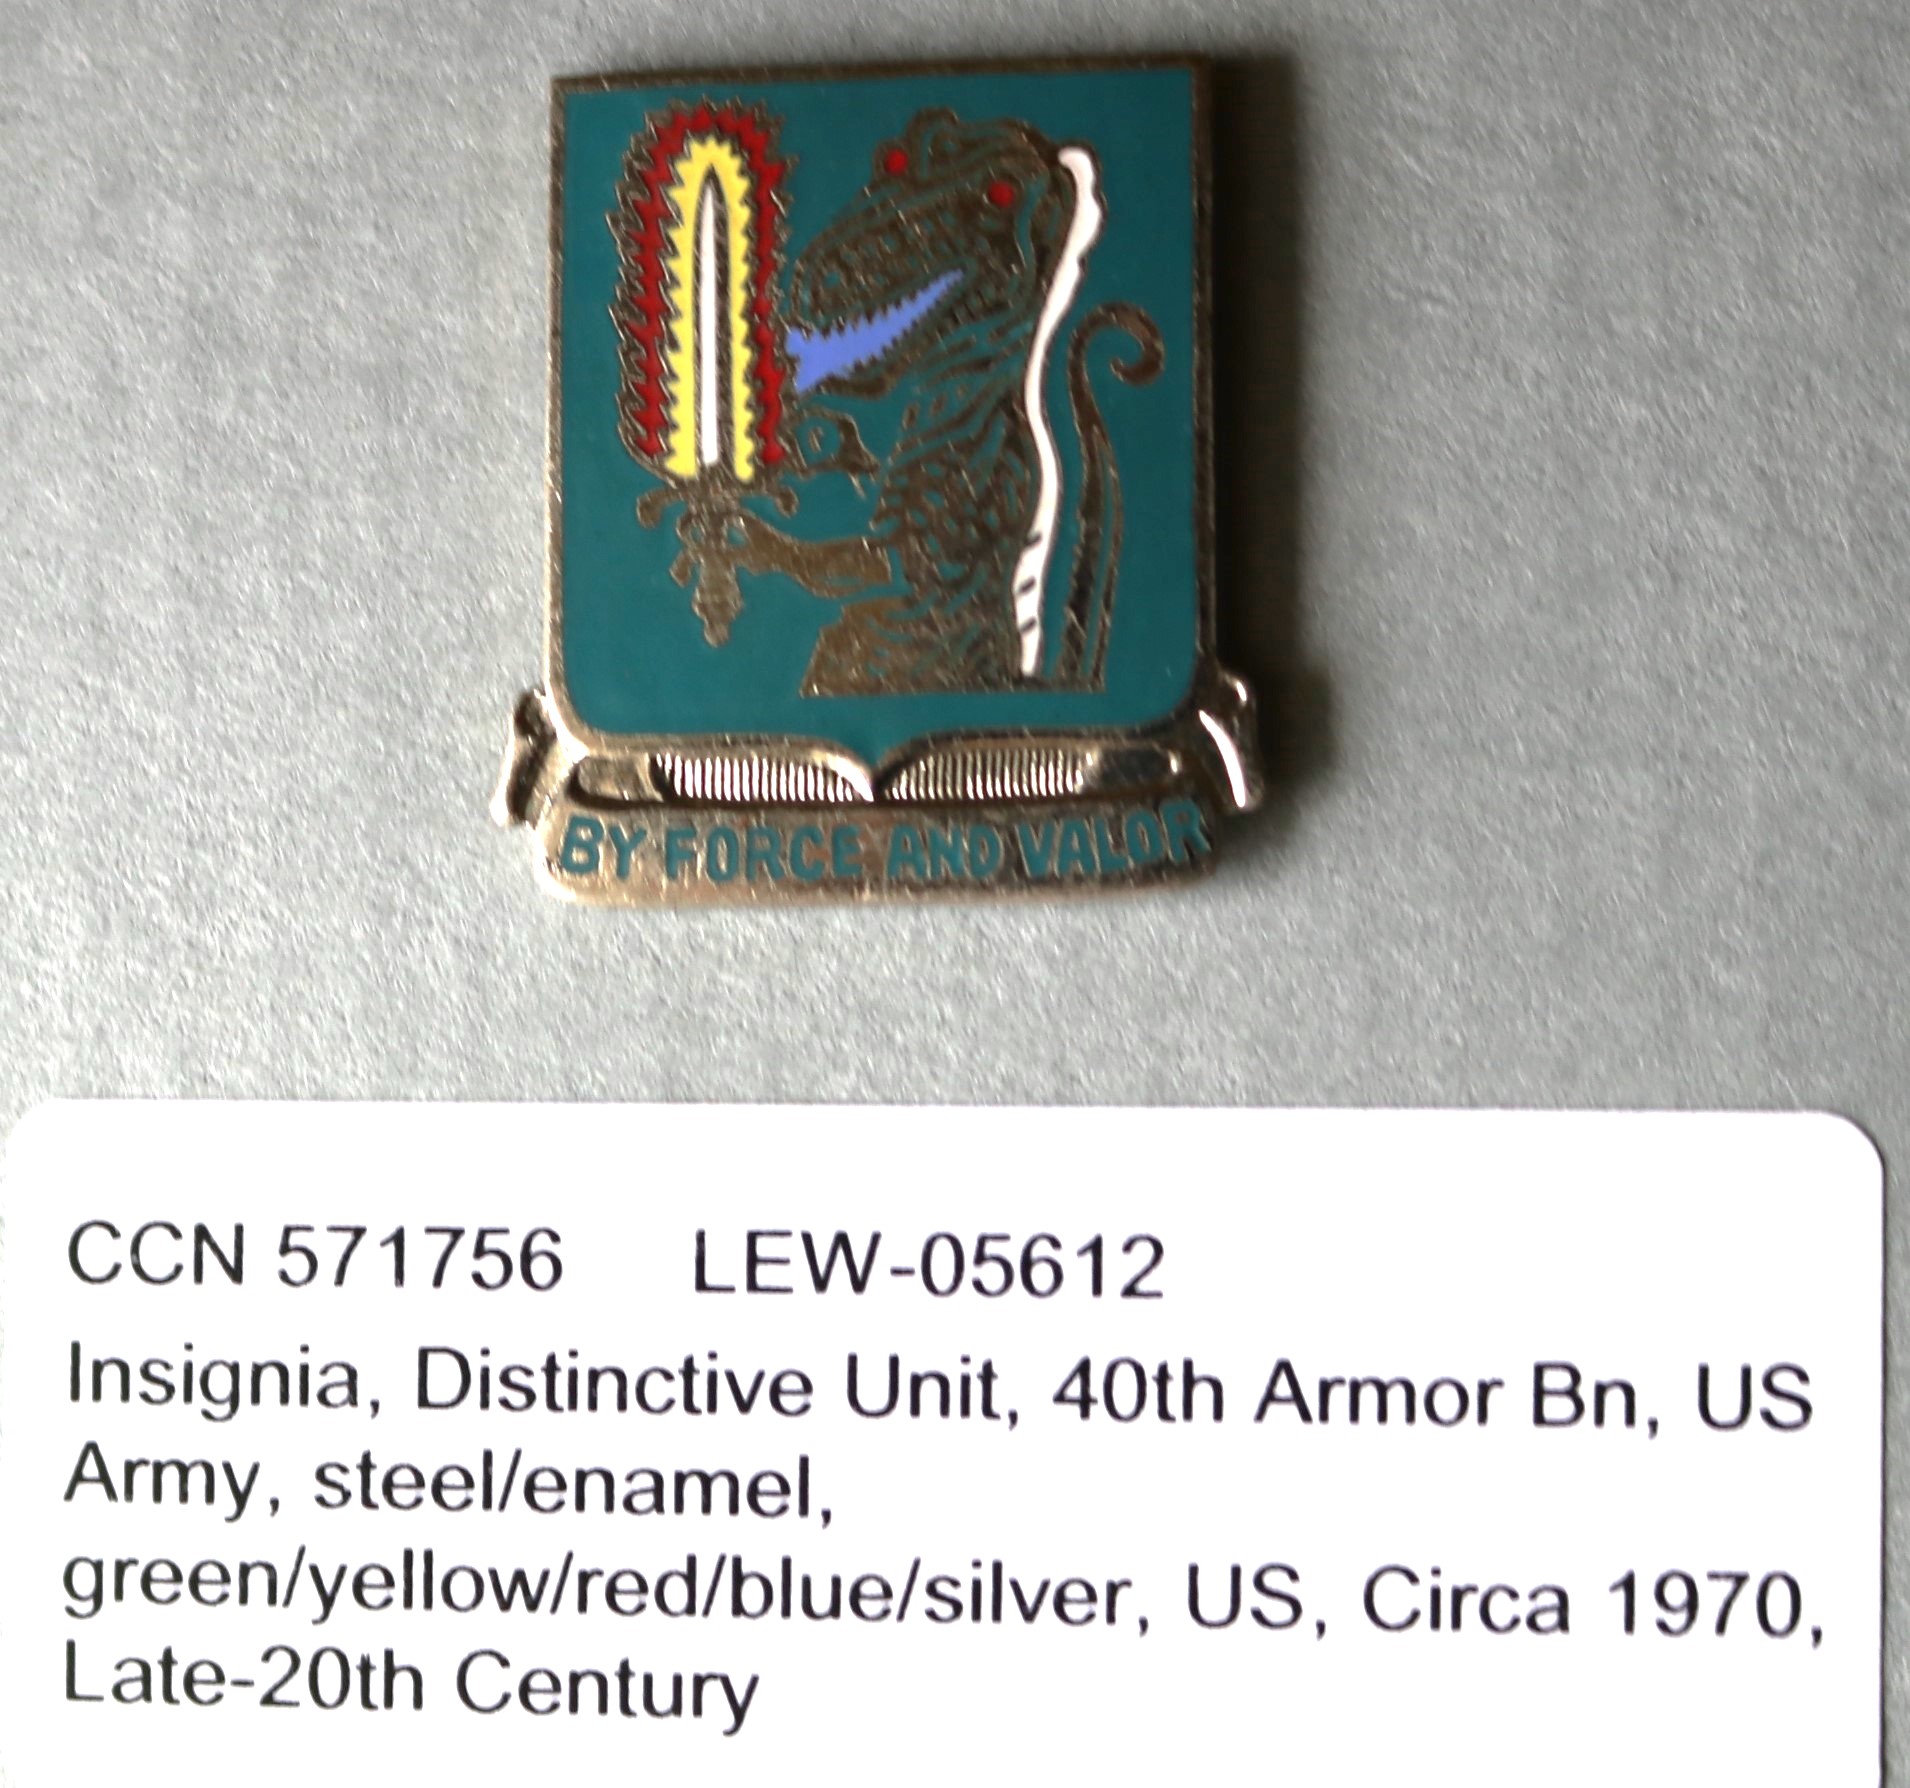 BY FORCE AND VALOR
CCN 571756 LEW-05612
Insignia, Distinctive Unit, 40th Armor Bn, US
Army, steel/enamel,
green/yellow/red/blue/silver, US, Circa 1970,
Late-20th Century